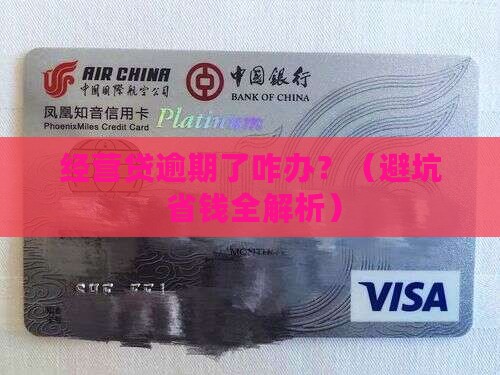 AIR CHINA
中国国际航空公司
中国银行
BANK OF CHINA
凤凰知音信用卡
PhoenixMiles Credit Card
Platinum
经营贷逾期了咋办？（避坑
省钱全解析）
MONTH
VISA